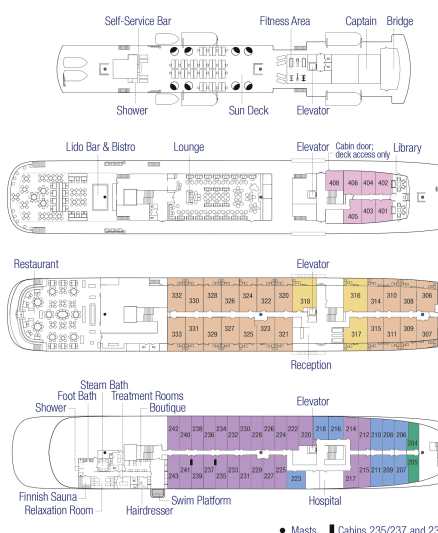 Self-Service Bar Fitness Area Captain Bridge
Shower Sun Deck Elevator
Lido Bar & Bistro Lounge Elevator Cabin door; deck access only Library
408 406 404 402
405 403 401
Restaurant Elevator
332 330 328 326 324 322 320 318 316 314 310 308 306
333 331 329 327 325 323 321 317 315 311 309 307
Reception
Steam Bath
Foot Bath Treatment Rooms
Shower Boutique Elevator
242 240 238 236 234 232 230 228 226 224 222 220 218 216 214 212 210 208 206 204
243 241 239 237 235 233 231 229 227 225 223 217 215 211 209 207 205
Finnish Sauna Swim Platform Hospital
Relaxation Room Hairdresser
Masts Cabins 235/237 and 23